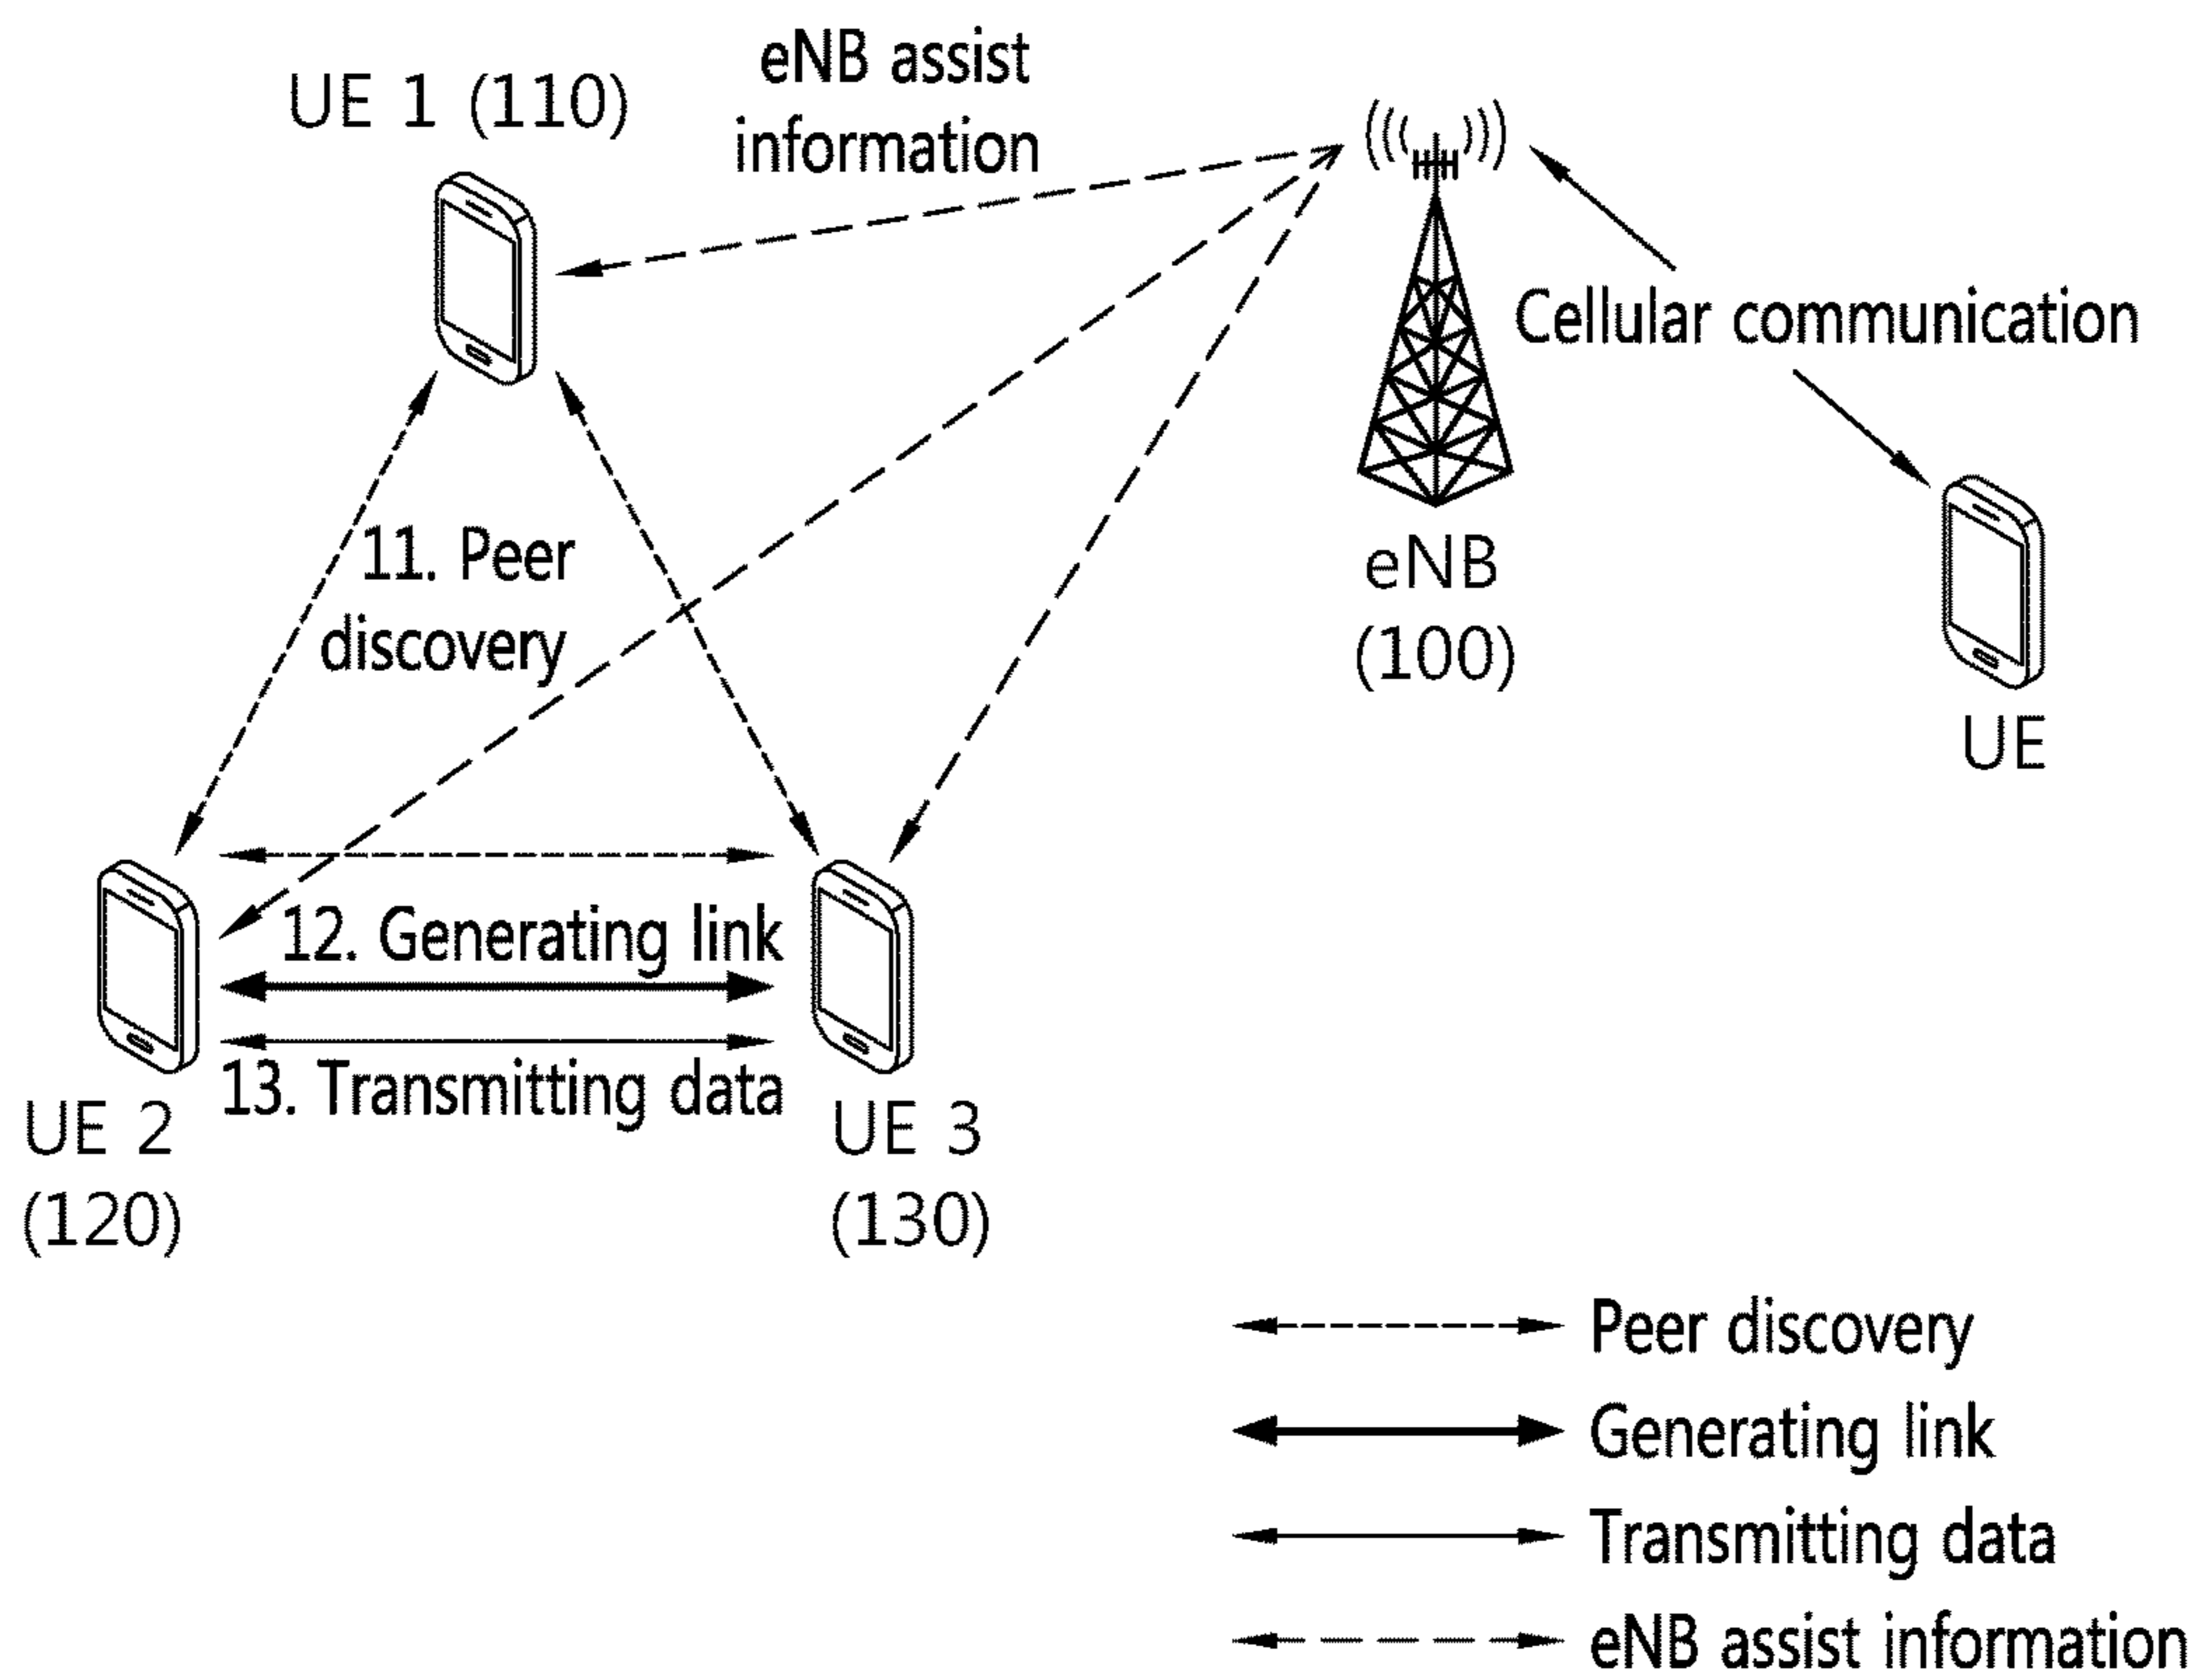 eNB assist
information
UE 1 (110)
Cellular communication
11. Peer
discovery
eNB
(100)
UE
12. Generating link
13. Transmitting data
UE 2
(120)
UE 3
(130)
Peer discovery
Generating link
Transmitting data
eNB assist information